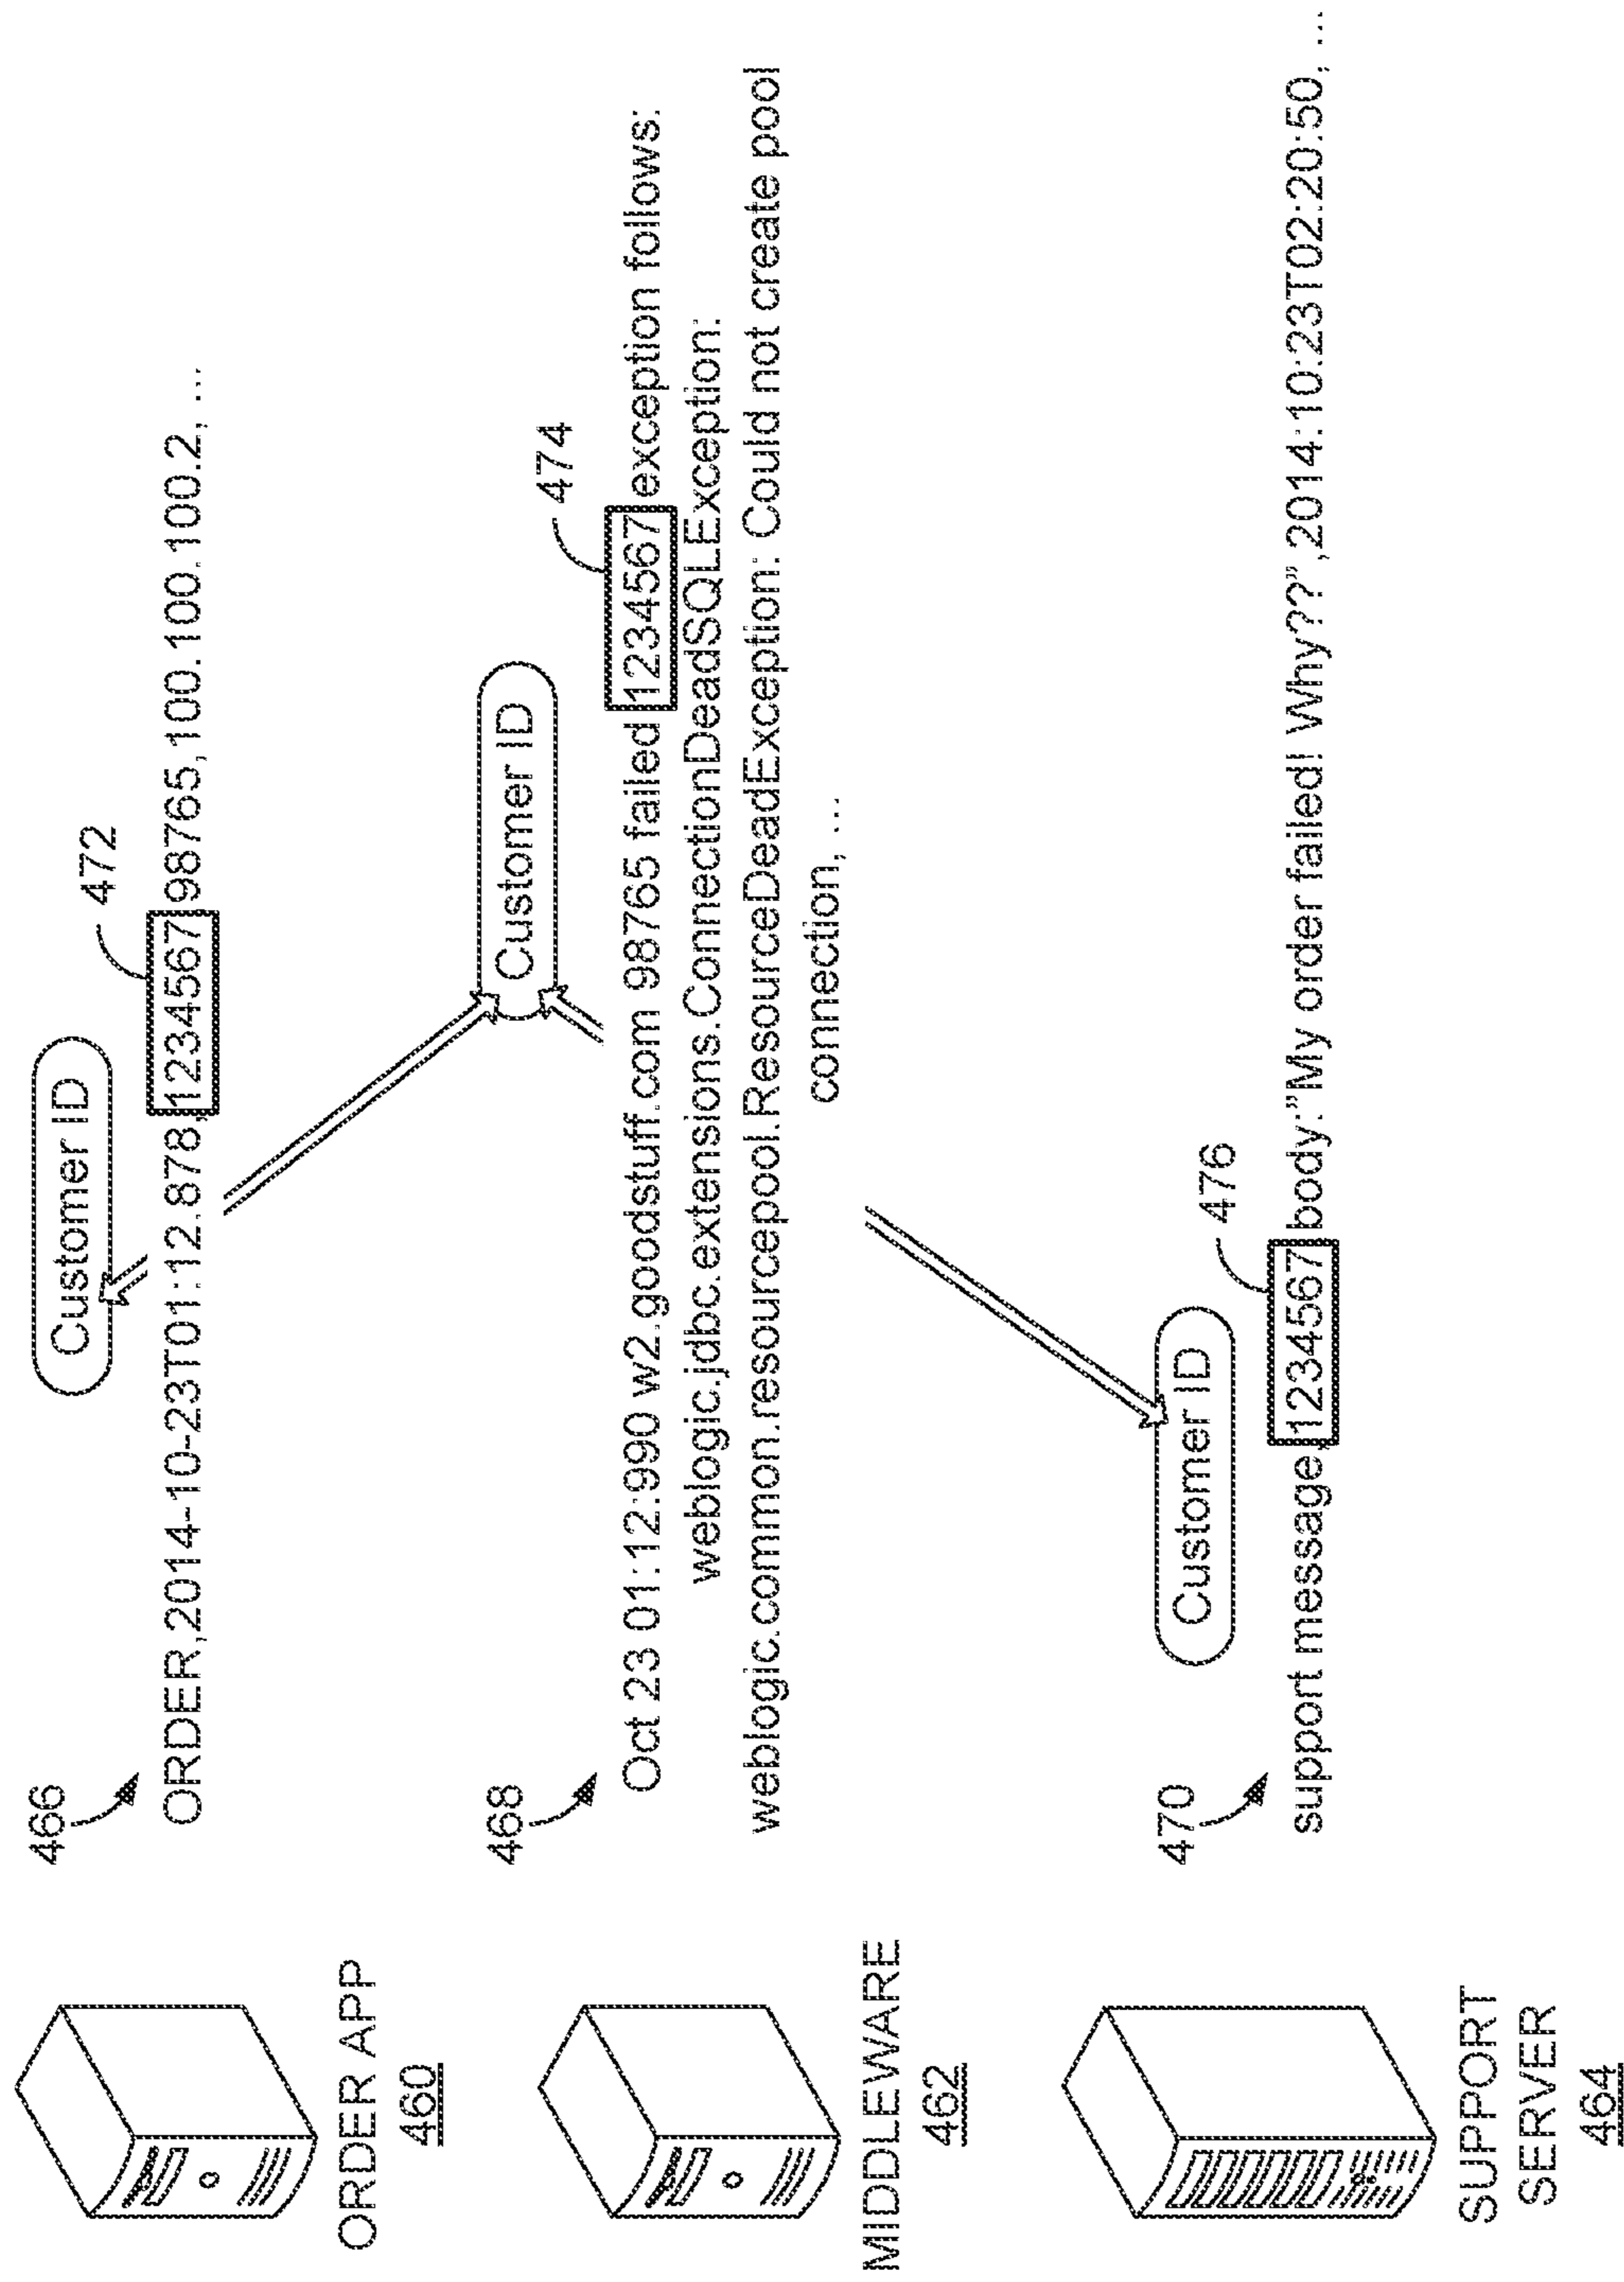 466
Customer ID
472
ORDER,2014-10-23T01:12.878,1234567,98765,100.100.100.2, ...
ORDER APP
460
468
Customer ID
474
Oct 23 01:12:990 w2.goodstuff.com 98765 failed 1234567 exception follows:
weblogic.jdbc.extensions.ConnectionDeadSQLException:
weblogic.common.resourcepool.ResourceDeadException: Could not create pool
connection, ...
MIDDLEWARE
462
470
Customer ID
476
support message,1234567 body:"My order failed! Why??",2014:10:23T02:20:50, ...
SUPPORT
SERVER
464